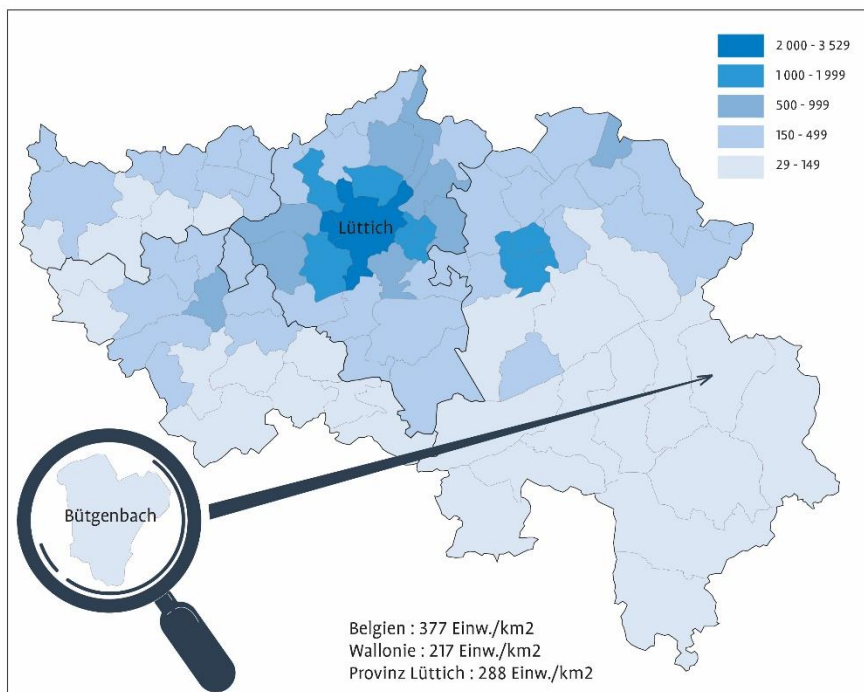 2 000 - 3 529
1 000 - 1 999
500 - 999
150 - 499
29 - 149
Lüttich
Bütgenbach
Belgien : 377 Einw./km2
Wallonie : 217 Einw./km2
Provinz Lüttich : 288 Einw./km2